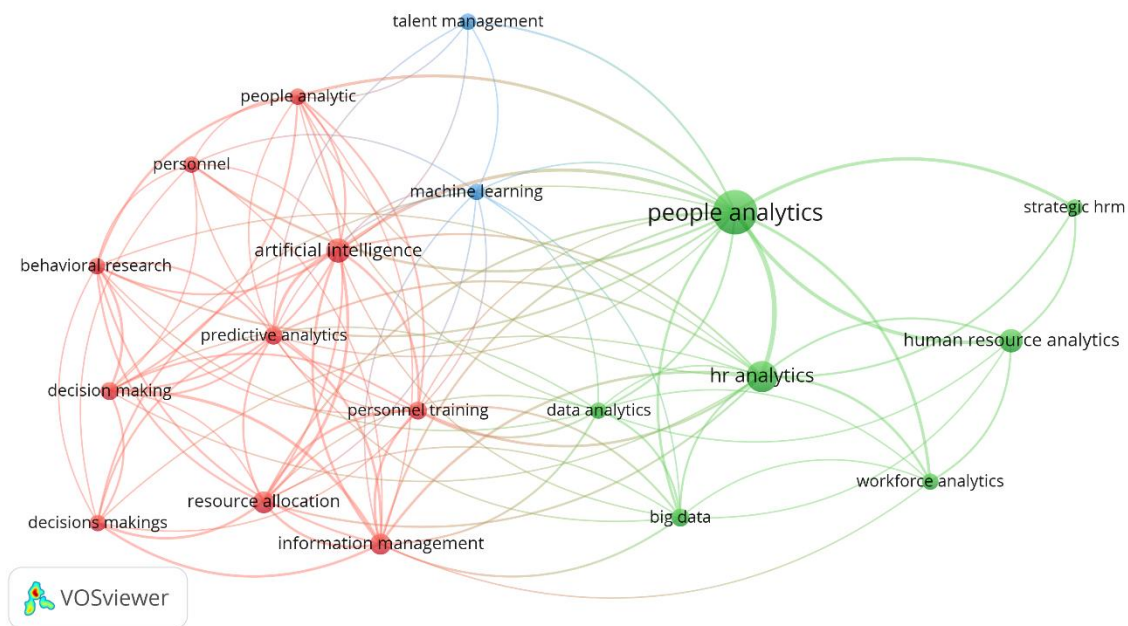 talent management
people analytic
personnel
machine learning
people analytics
strategic hrm
artificial intelligence
behavioral research
predictive analytics
human resource analytics
hr analytics
decision making
personnel training
data analytics
workforce analytics
resource allocation
big data
decisions makings
information management
VOSviewer